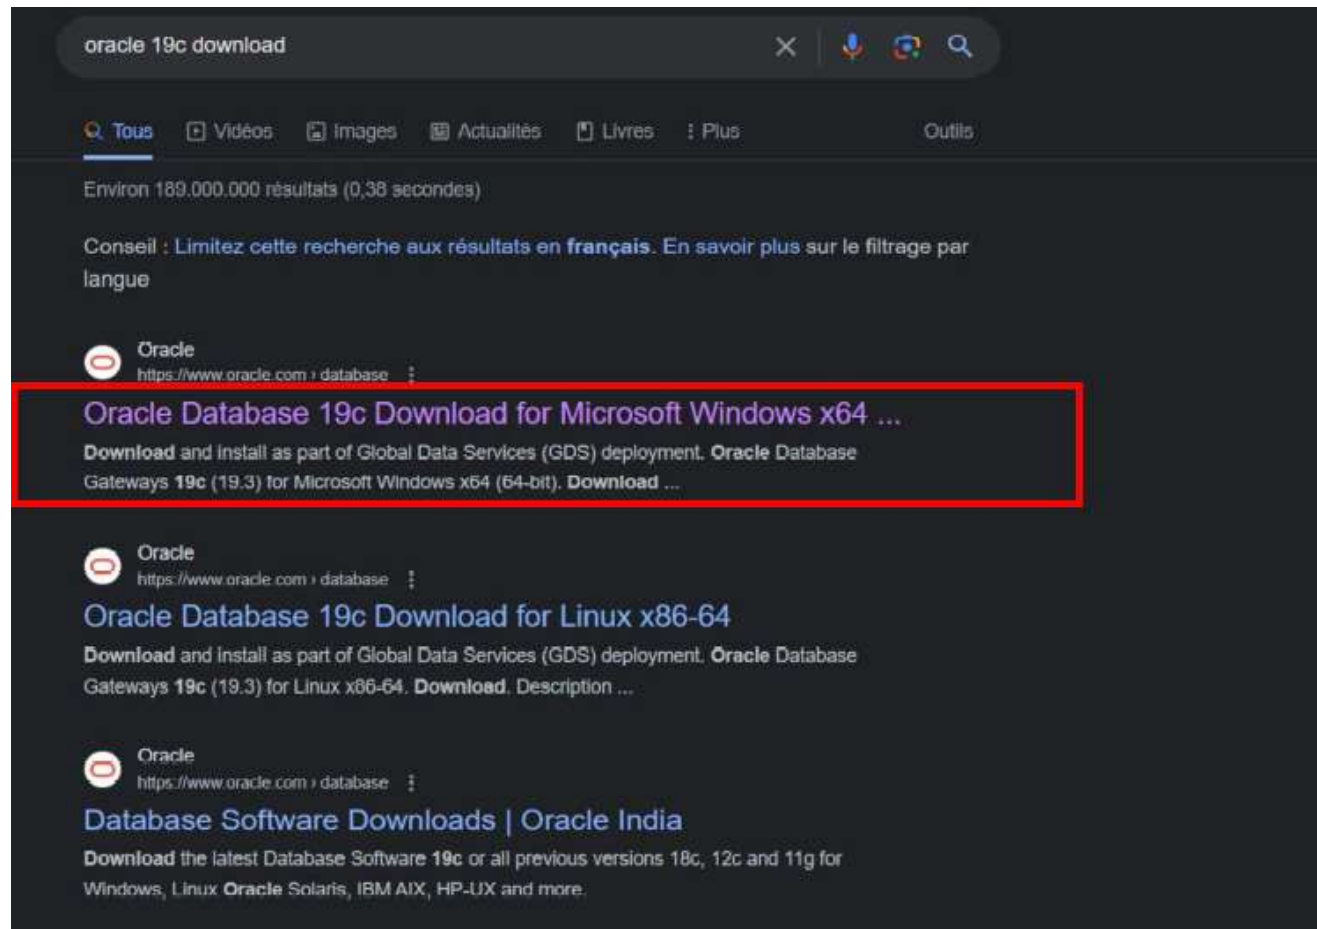 oracle 19c download
Tous Vidéos Images Actualités Livres Plus Outils
Environ 189.000.000 résultats (0,38 secondes)
Conseil : Limitez cette recherche aux résultats en français. En savoir plus sur le filtrage par
langue
Oracle
https://www.oracle.com › database
Oracle Database 19c Download for Microsoft Windows x64 ...
Download and install as part of Global Data Services (GDS) deployment. Oracle Database
Gateways 19c (19.3) for Microsoft Windows x64 (64-bit). Download ...
Oracle
https://www.oracle.com › database
Oracle Database 19c Download for Linux x86-64
Download and install as part of Global Data Services (GDS) deployment. Oracle Database
Gateways 19c (19.3) for Linux x86-64. Download. Description ...
Oracle
https://www.oracle.com › database
Database Software Downloads | Oracle India
Download the latest Database Software 19c or all previous versions 18c, 12c and 11g for
Windows, Linux Oracle Solaris, IBM AIX, HP-UX and more.